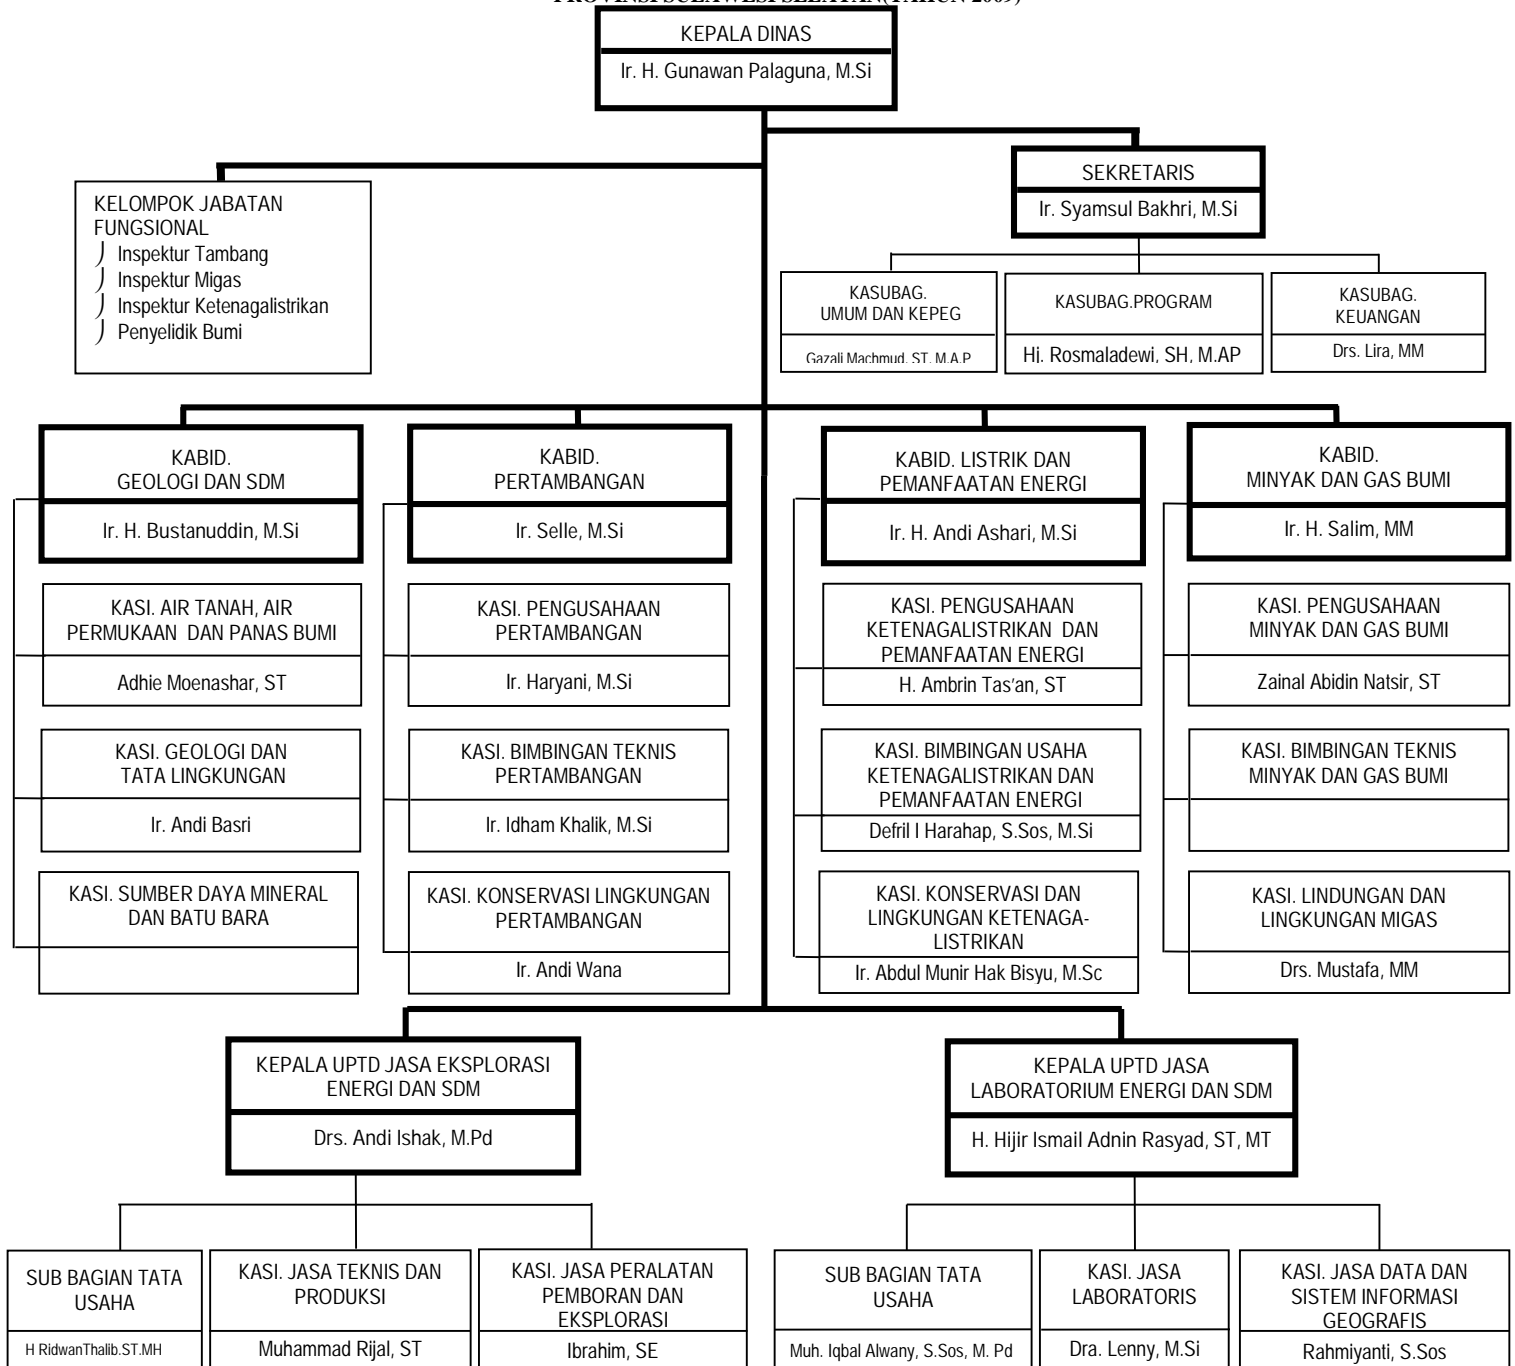 PROVINSI SULAWESI SELATAN(TAHUN 2009)
KEPALA DINAS
Ir. H. Gunawan Palaguna, M.Si
SEKRETARIS
Ir. Syamsul Bakhri, M.Si
KELOMPOK JABATAN
FUNGSIONAL
Inspektur Tambang
Inspektur Migas
Inspektur Ketenagalistrikan
Penyelidik Bumi
KASUBAG.
UMUM DAN KEPEG
Gazali Machmud, ST, M.A.P
KASUBAG.PROGRAM
Hi. Rosmaladewi, SH, M.AP
KASUBAG.
KEUANGAN
Drs. Lira, MM
KABID.
GEOLOGI DAN SDM
Ir. H. Bustanuddin, M.Si
KABID.
PERTAMBANGAN
Ir. Selle, M.Si
KABID. LISTRIK DAN
PEMANFAATAN ENERGI
Ir. H. Andi Ashari, M.Si
KABID.
MINYAK DAN GAS BUMI
Ir. H. Salim, MM
KASI. AIR TANAH, AIR
PERMUKAAN DAN PANAS BUMI
Adhie Moenashar, ST
KASI. PENGUSAHAAN
PERTAMBANGAN
Ir. Haryani, M.Si
KASI. PENGUSAHAAN
KETENAGALISTRIKAN DAN
PEMANFAATAN ENERGI
H. Ambrin Tas'an, ST
KASI. PENGUSAHAAN
MINYAK DAN GAS BUMI
Zainal Abidin Natsir, ST
KASI. GEOLOGI DAN
TATA LINGKUNGAN
Ir. Andi Basri
KASI. BIMBINGAN TEKNIS
PERTAMBANGAN
Ir. Idham Khalik, M.Si
KASI. BIMBINGAN USAHA
KETENAGALISTRIKAN DAN
PEMANFAATAN ENERGI
Defril I Harahap, S.Sos, M.Si
KASI. BIMBINGAN TEKNIS
MINYAK DAN GAS BUMI
KASI. SUMBER DAYA MINERAL
DAN BATU BARA
KASI. KONSERVASI LINGKUNGAN
PERTAMBANGAN
Ir. Andi Wana
KASI. KONSERVASI DAN
LINGKUNGAN KETENAGA-
LISTRIKAN
Ir. Abdul Munir Hak Bisyu, M.Sc
KASI. LINDUNGAN DAN
LINGKUNGAN MIGAS
Drs. Mustafa, MM
KEPALA UPTD JASA EKSPLORASI
ENERGI DAN SDM
Drs. Andi Ishak, M.Pd
KEPALA UPTD JASA
LABORATORIUM ENERGI DAN SDM
H. Hijir Ismail Adnin Rasyad, ST, MT
SUB BAGIAN TATA
USAHA
H RidwanThalib.ST.MH
KASI. JASA TEKNIS DAN
PRODUKSI
Muhammad Rijal, ST
KASI. JASA PERALATAN
PEMBORAN DAN
EKSPLORASI
Ibrahim, SE
SUB BAGIAN TATA
USAHA
Muh. Iqbal Alwany, S.Sos, M. Pd
KASI. JASA
LABORATORIS
Dra. Lenny, M.Si
KASI. JASA DATA DAN
SISTEM INFORMASI
GEOGRAFIS
Rahmiyanti, S.Sos